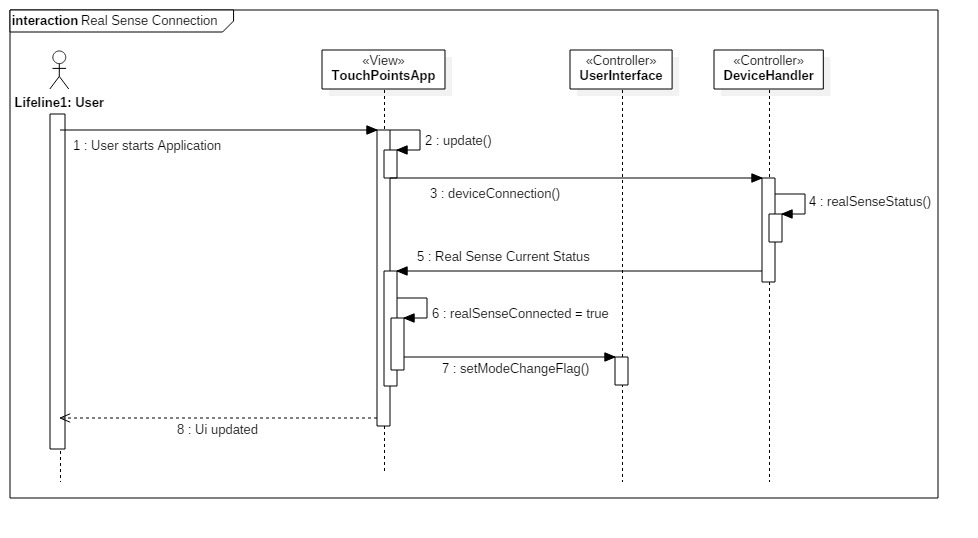 interaction Real Sense Connection
Lifeline1: User
«View»
TouchPointsApp
«Controller»
UserInterface
«Controller»
DeviceHandler
1 : User starts Application
2 : update()
3 : deviceConnection()
4 : realSenseStatus()
5 : Real Sense Current Status
6 : realSenseConnected = true
7 : setModeChangeFlag()
8 : Ui updated